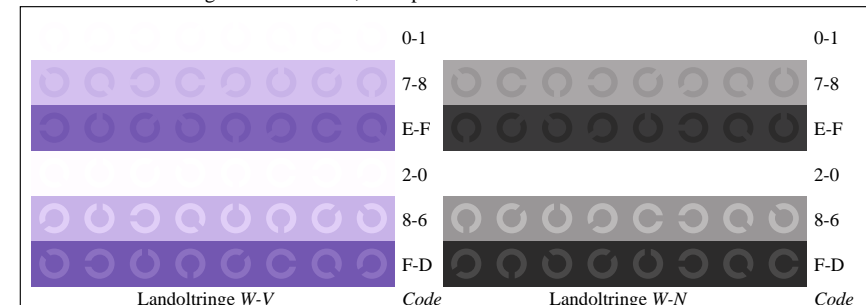 0-1 0-1
7-8 7-8
E-F E-F
2-0 2-0
8-6 8-6
F-D F-D
Landoltringe W-V Code Landoltringe W-N Code